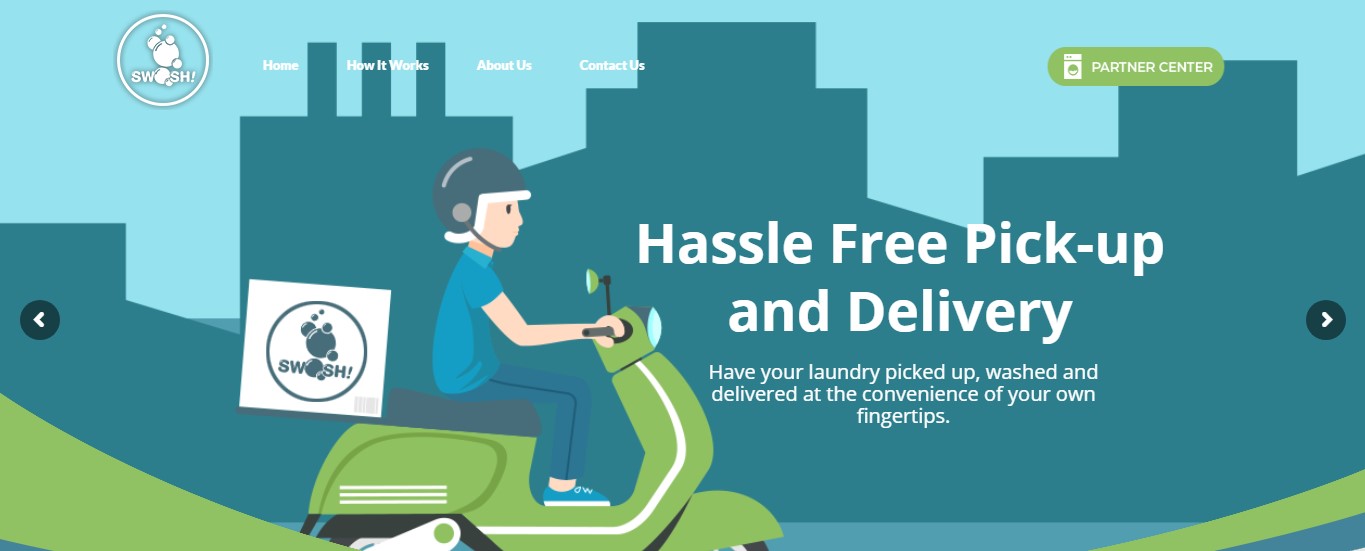 SWOSH!
Home
How It Works
About Us
Contact Us
PARTNER CENTER
Hassle Free Pick-up
and Delivery
Have your laundry picked up, washed and
delivered at the convenience of your own
fingertips.
SWOSH!